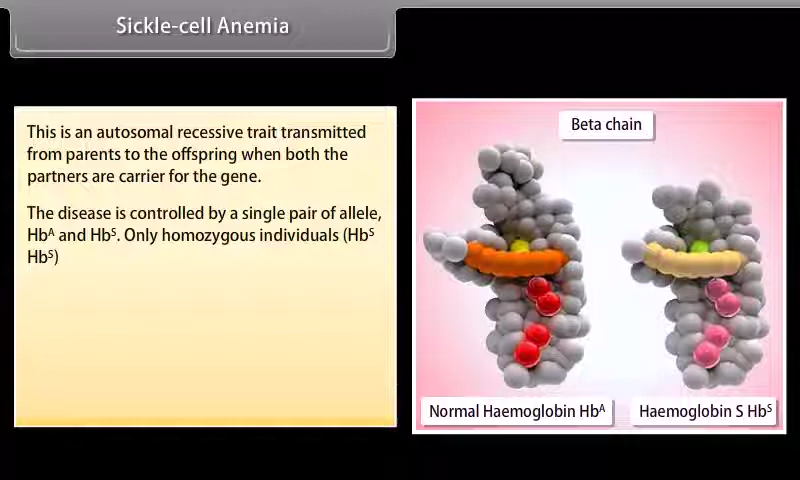 Sickle-cell Anemia
This is an autosomal recessive trait transmitted
from parents to the offspring when both the
partners are carrier for the gene.
The disease is controlled by a single pair of allele,
Hbᴬ and Hbˢ. Only homozygous individuals (Hbˢ
Hbˢ)
Beta chain
Normal Haemoglobin Hbᴬ
Haemoglobin S Hbˢ